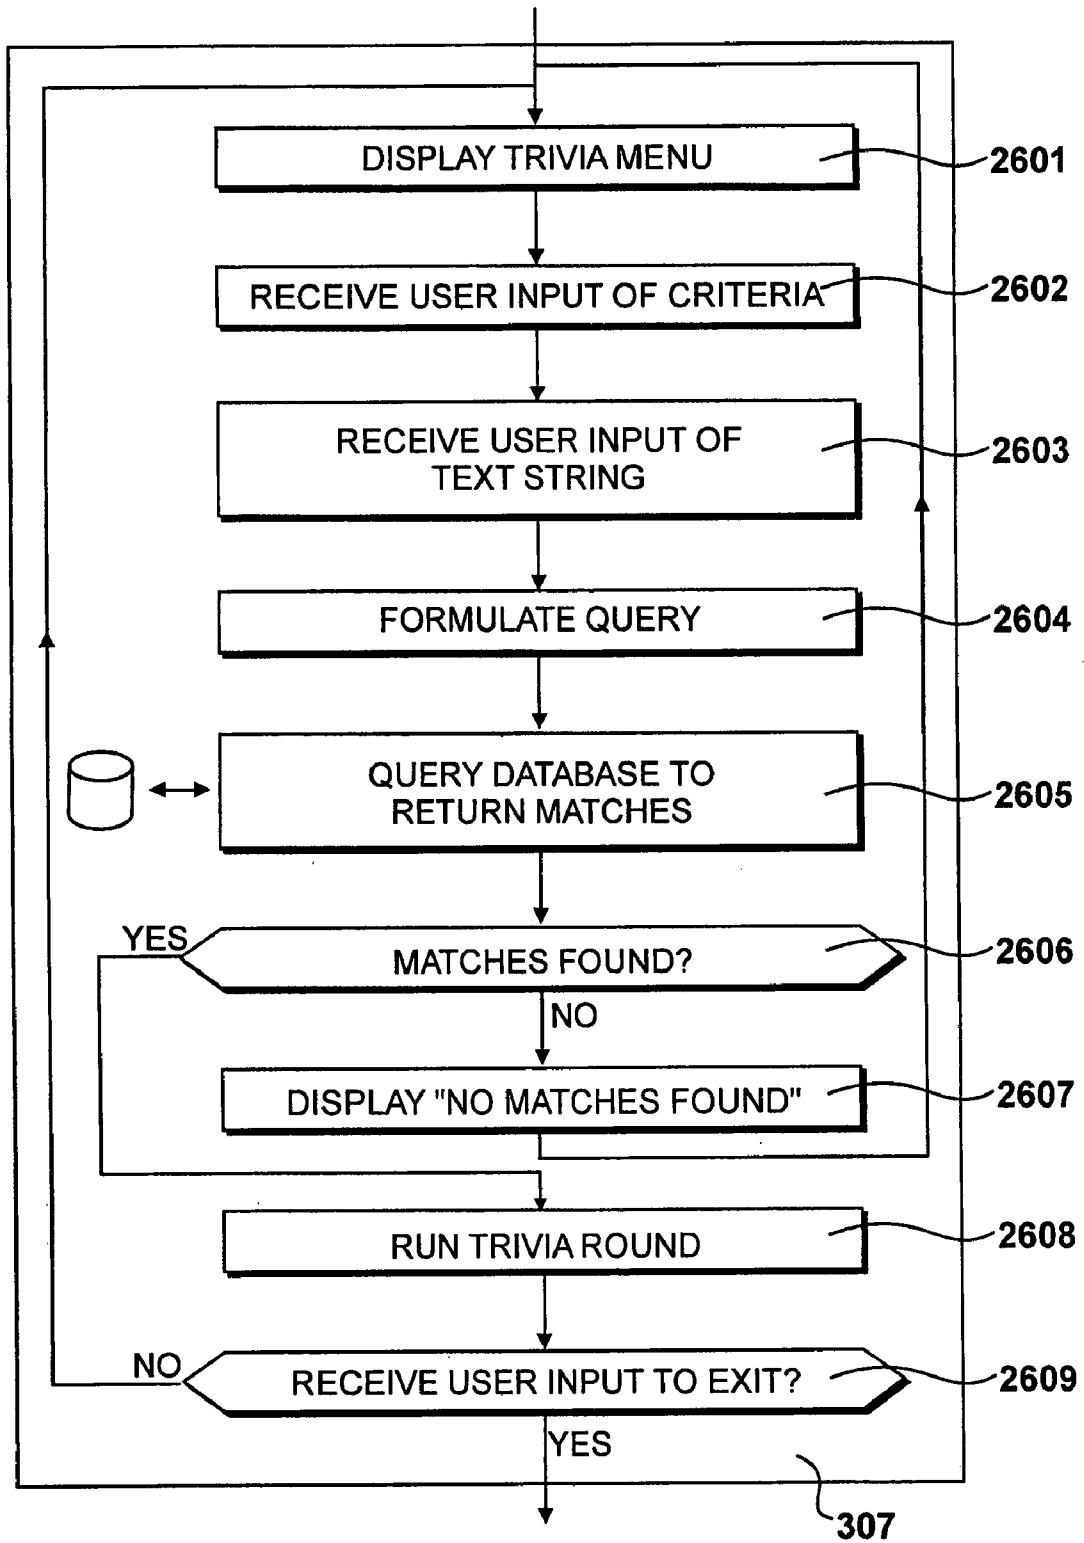 DISPLAY TRIVIA MENU
2601
RECEIVE USER INPUT OF CRITERIA
2602
RECEIVE USER INPUT OF
TEXT STRING
2603
FORMULATE QUERY
2604
QUERY DATABASE TO
RETURN MATCHES
2605
YES
MATCHES FOUND?
2606
NO
DISPLAY "NO MATCHES FOUND"
2607
RUN TRIVIA ROUND
2608
NO
RECEIVE USER INPUT TO EXIT?
2609
YES
307